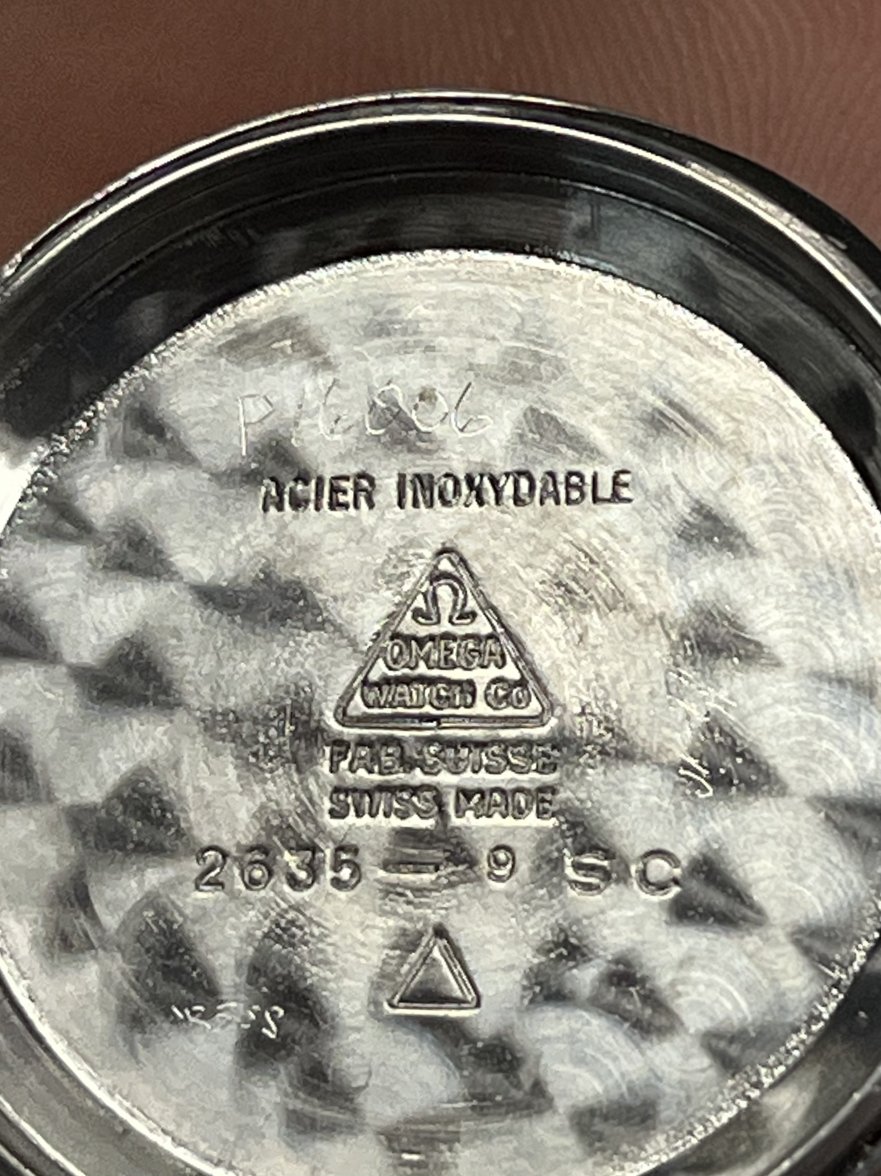 P16006
ACIER INOXYDABLE
Ω
OMEGA
WATCH Co
FAB. SUISSE
SWISS MADE
2635 — 9 SC